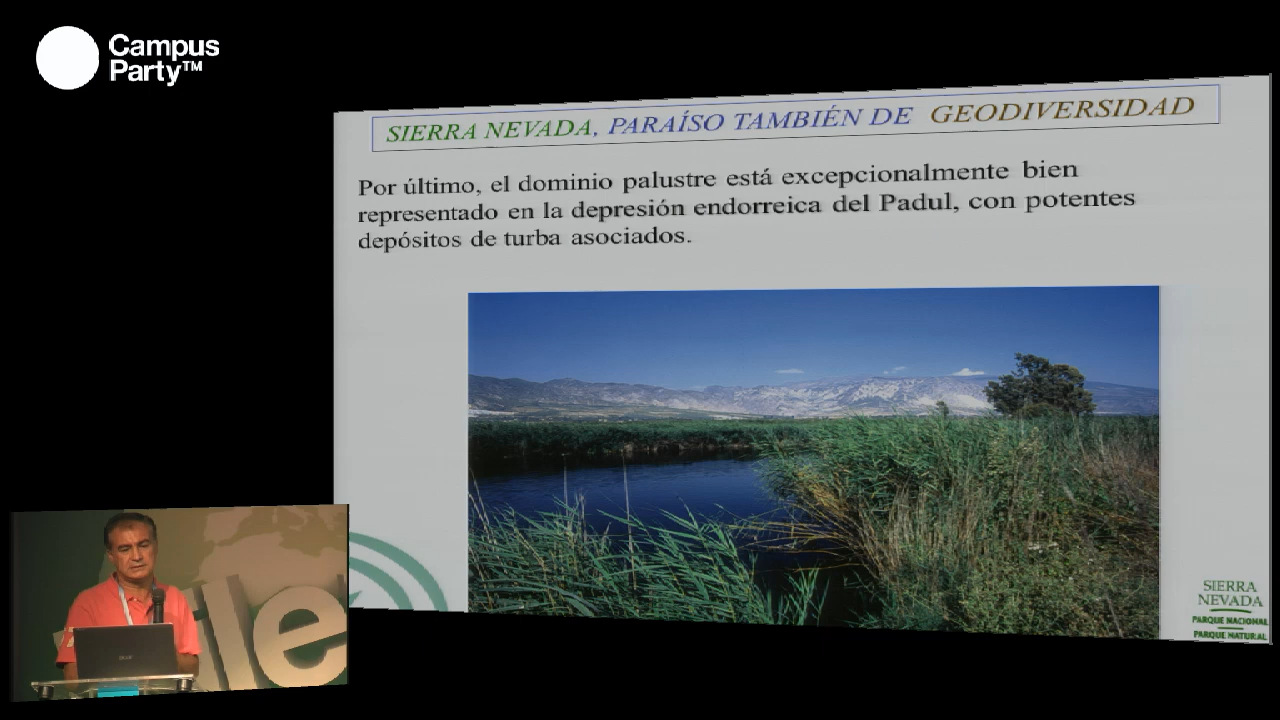 Campus
Party™
SIERRA NEVADA, PARAÍSO TAMBIÉN DE GEODIVERSIDAD
Por último, el dominio palustre está excepcionalmente bien
representado en la depresión endorreica del Padul, con potentes
depósitos de turba asociados.
SIERRA
NEVADA
PARQUE NACIONAL
PARQUE NATURAL
ile